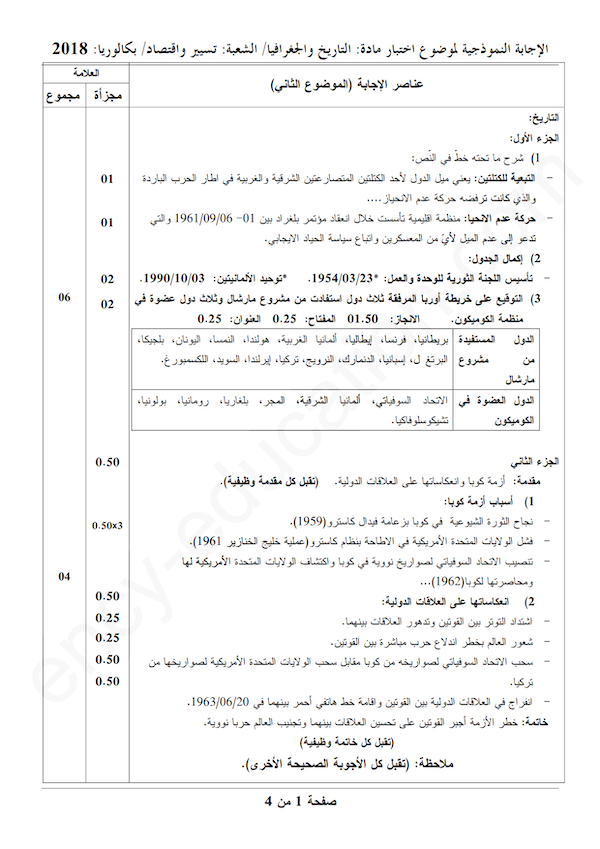 الإجابة النموذجية لموضوع اختبار مادة: التاريخ والجغرافيا/ الشعبة: تسيير واقتصاد/ بكالوريا: 2018
العلامة
عناصر الإجابة (الموضوع الثاني)
مجزأة
مجموع
التاريخ:
الجزء الأول:
1) شرح ما تحته خطّ في النّص:
01
- التبعية للكتلتين: يعني ميل الدول لأحد الكتلتين المتصارعتين الشرقية والغربية في اطار الحرب الباردة
والذي كانت ترفضه حركة عدم الانحياز....
01
- حركة عدم الانحيا: منظمة اقليمية تأسست خلال انعقاد مؤتمر بلغراد بين 01- 1961/09/06 والتي
تدعو إلى عدم الميل لأيّ من المعسكرين واتباع سياسة الحياد الايجابي.
2) إكمال الجدول:
02
- تأسيس اللجنة الثورية للوحدة والعمل: *1954/03/23. *توحيد الألمانيتين: 1990/10/03.
06
02
3) التوقيع على خريطة أوربا المرفقة ثلاث دول استفادت من مشروع مارشال وثلاث دول عضوة في
منظمة الكوميكون. الانجاز: 01.50 المفتاح: 0.25 العنوان: 0.25
الدول المستفيدة من مشروع مارشال
بريطانيا، فرنسا، إيطاليا، ألمانيا الغربية، هولندا، النمسا، اليونان، بلجيكا،
البرتغ ل، إسبانيا، الدنمارك، النرويج، تركيا، إيرلندا، السويد، اللكسمبورغ.
الدول العضوة في الكوميكون
الاتحاد السوفياتي، ألمانيا الشرقية، المجر، بلغاريا، رومانيا، بولونيا،
تشيكوسلوفاكيا.
الجزء الثاني
0.50
مقدمة: أزمة كوبا وانعكاساتها على العلاقات الدولية. (تقبل كل مقدمة وظيفية).
1) أسباب أزمة كوبا:
0.50x3
- نجاح الثورة الشيوعية في كوبا بزعامة فيدال كاسترو(1959).
- فشل الولايات المتحدة الأمريكية في الاطاحة بنظام كاسترو(عملية خليج الخنازير 1961).
- تنصيب الاتحاد السوفياتي لصواريخ نووية في كوبا واكتشاف الولايات المتحدة الأمريكية لها
ومحاصرتها لكوبا(1962)...
04
0.50
2) انعكاساتها على العلاقات الدولية:
0.25
- اشتداد التوتر بين القوتين وتدهور العلاقات بينهما.
0.25
- شعور العالم بخطر اندلاع حرب مباشرة بين القوتين.
0.50
- سحب الاتحاد السوفياتي لصواريخه من كوبا مقابل سحب الولايات المتحدة الأمريكية لصواريخها من
0.50
تركيا.
- انفراج في العلاقات الدولية بين القوتين واقامة خط هاتفي أحمر بينهما في 1963/06/20.
خاتمة: خطر الأزمة أجبر القوتين على تحسين العلاقات بينهما وتجنيب العالم حربا نووية.
(تقبل كل خاتمة وظيفية)
ملاحظة: (تقبل كل الأجوبة الصحيحة الأخرى).
صفحة 1 من 4
ency-education.com